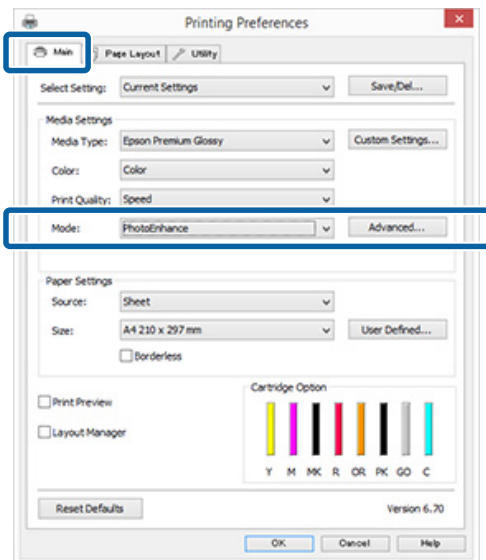 Printing Preferences
Main Page Layout Utility
Select Setting: Current Settings Save/Del...
Media Settings
Media Type: Epson Premium Glossy Custom Settings...
Color: Color
Print Quality: Speed
Mode: PhotoEnhance Advanced...
Paper Settings
Source: Sheet
Size: A4 210 x 297 mm User Defined...
Borderless
Cartridge Option
Print Preview
Layout Manager
Y M MK R OR PK GO C
Reset Defaults Version 6.70
OK Cancel Help